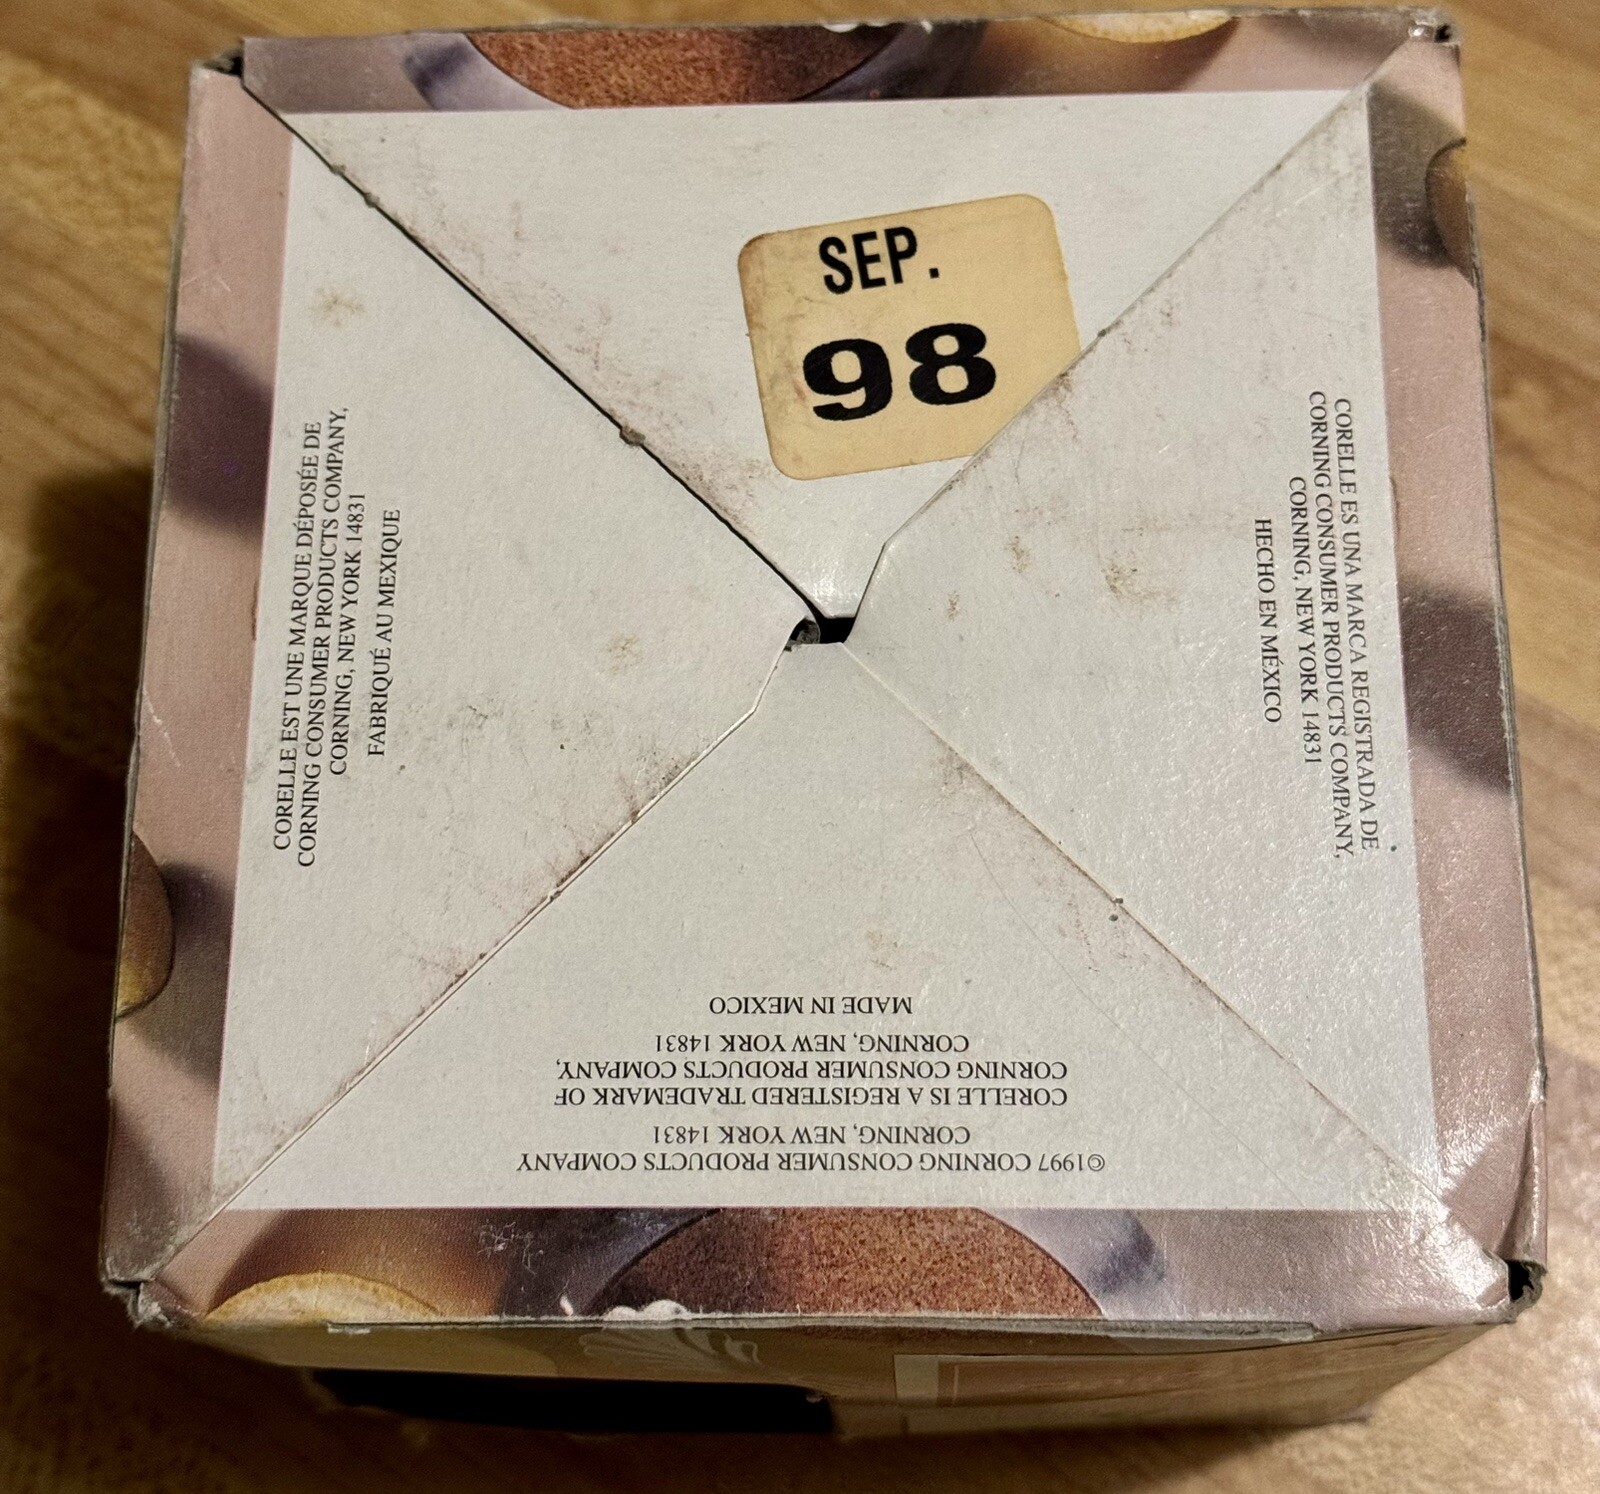 SEP.
98
CORELLE EST UNE MARQUE DÉPOSÉE DE
CORNING CONSUMER PRODUCTS COMPANY,
CORNING, NEW YORK 14831
FABRIQUÉ AU MEXIQUE
CORELLE ES UNA MARCA REGISTRADA DE
CORNING CONSUMER PRODUCTS COMPANY,
CORNING, NEW YORK 14831
HECHO EN MÉXICO
©1997 CORNING CONSUMER PRODUCTS COMPANY
CORNING, NEW YORK 14831
CORELLE IS A REGISTERED TRADEMARK OF
CORNING CONSUMER PRODUCTS COMPANY,
CORNING, NEW YORK 14831
MADE IN MEXICO